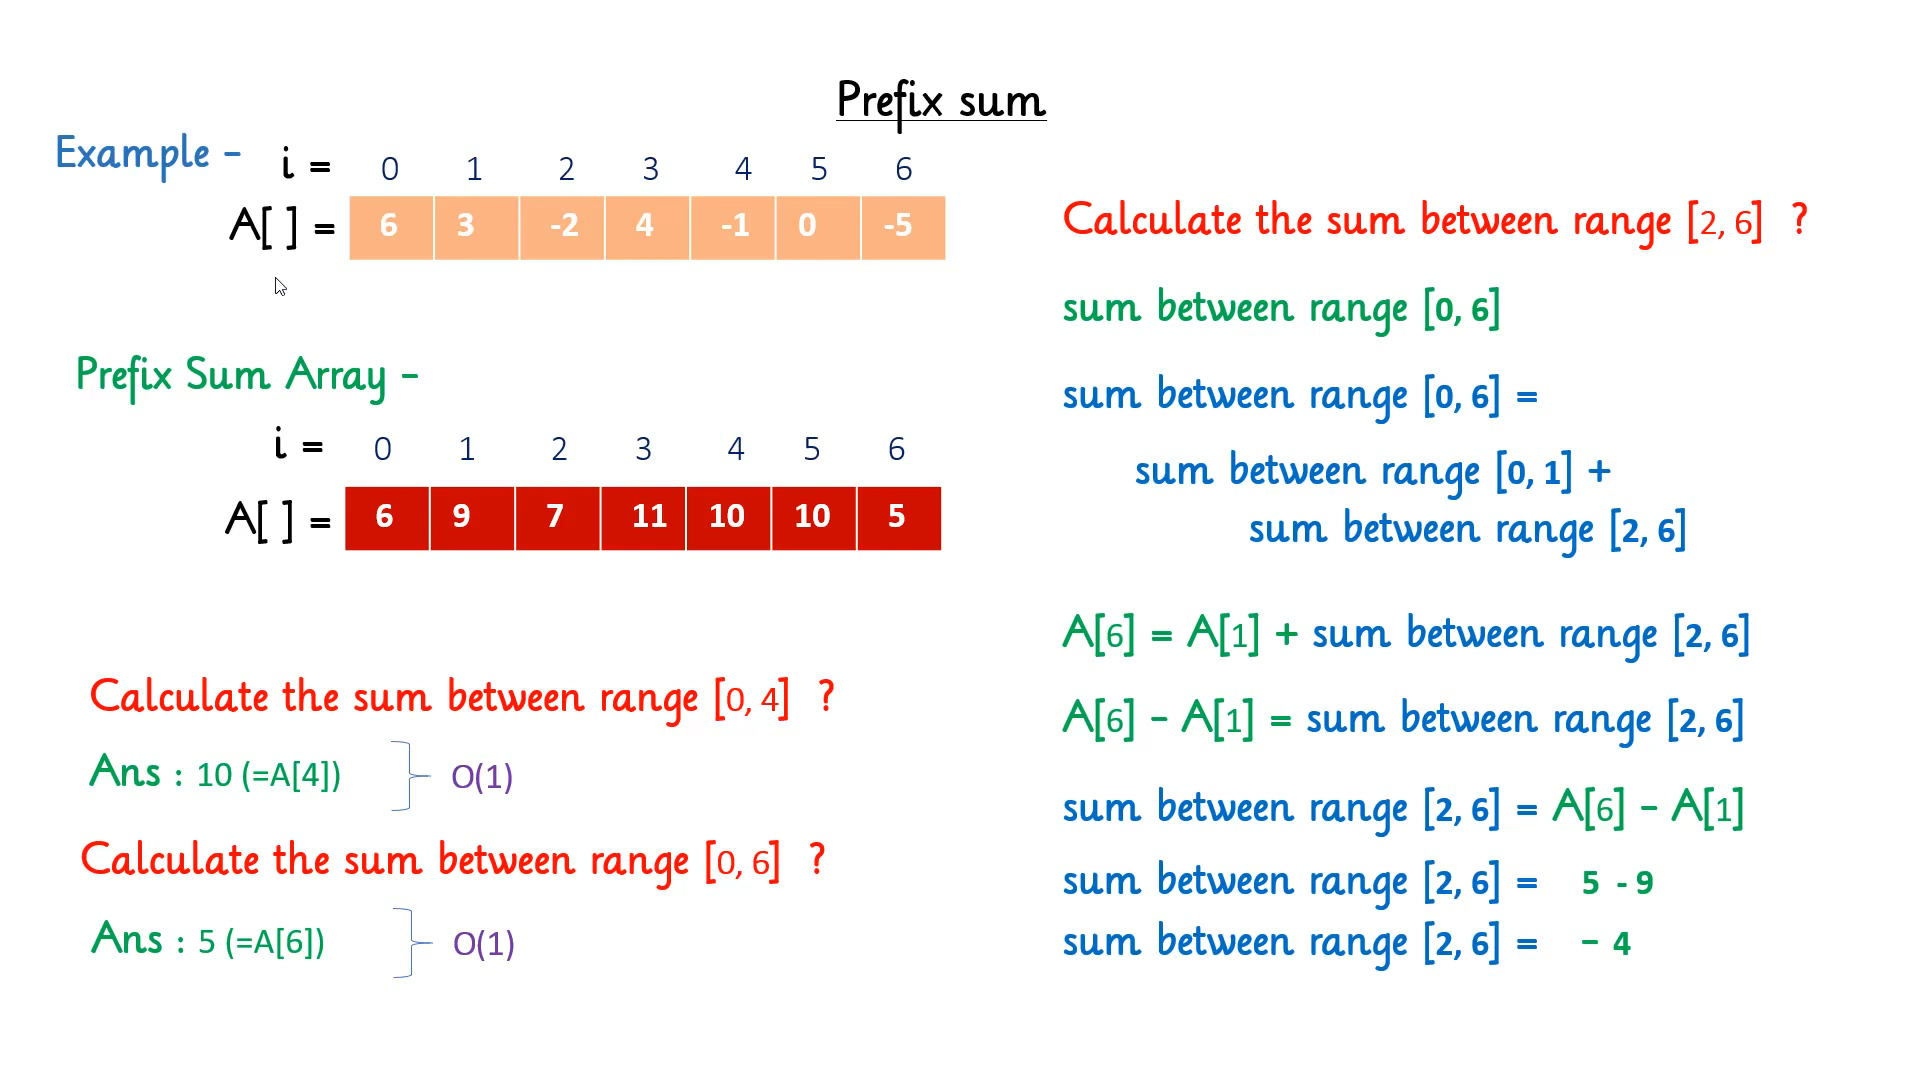 Prefix sum
Example - i = 0 1 2 3 4 5 6
A[ ] = 6 3 -2 4 -1 0 -5
Prefix Sum Array -
i = 0 1 2 3 4 5 6
A[ ] = 6 9 7 11 10 10 5
Calculate the sum between range [0, 4] ?
Ans : 10 (=A[4]) O(1)
Calculate the sum between range [0, 6] ?
Ans : 5 (=A[6]) O(1)
Calculate the sum between range [2, 6] ?
sum between range [0, 6]
sum between range [0, 6] =
sum between range [0, 1] +
sum between range [2, 6]
A[6] = A[1] + sum between range [2, 6]
A[6] - A[1] = sum between range [2, 6]
sum between range [2, 6] = A[6] - A[1]
sum between range [2, 6] = 5 - 9
sum between range [2, 6] = - 4